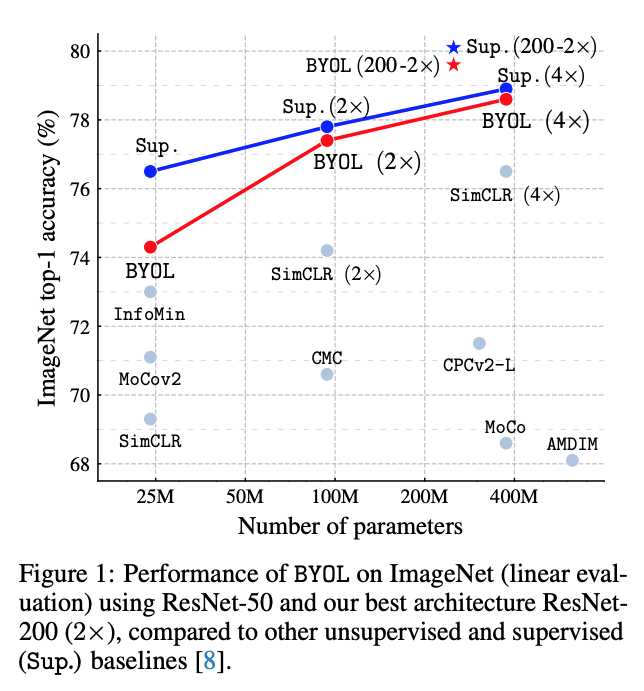 80
78
76
74
72
70
68
ImageNet top-1 accuracy (%)
Sup.(200-2×)
BYOL (200-2×)
Sup.(4×)
Sup.(2×)
BYOL (4×)
Sup.
BYOL (2×)
SimCLR (4×)
BYOL
SimCLR (2×)
InfoMin
CMC
CPCv2-L
MoCov2
SimCLR
MoCo
AMDIM
25M 50M 100M 200M 400M
Number of parameters
Figure 1: Performance of BYOL on ImageNet (linear eval-
uation) using ResNet-50 and our best architecture ResNet-
200 (2×), compared to other unsupervised and supervised
(Sup.) baselines [8].